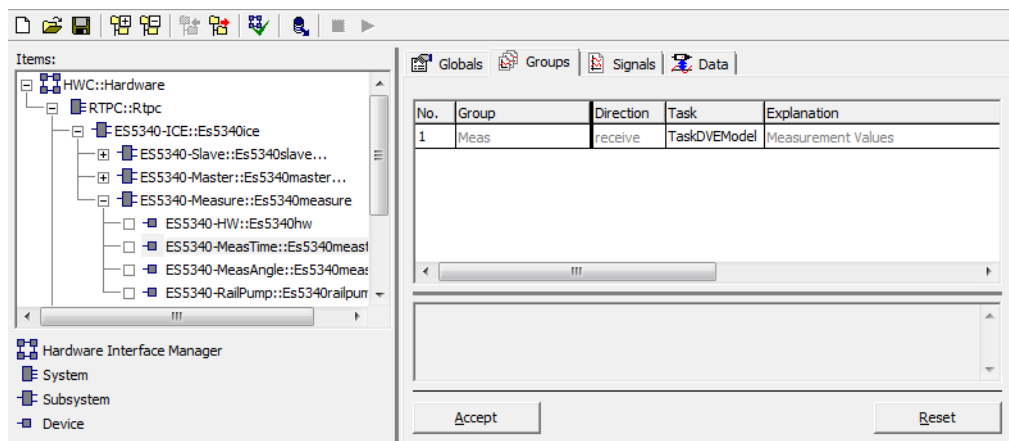 Items:
HWC::Hardware
RTPC::Rtpc
ES5340-ICE::Es5340ice
ES5340-Slave::Es5340slave...
ES5340-Master::Es5340master...
ES5340-Measure::Es5340measure
ES5340-HW::Es5340hw
ES5340-MeasTime::Es5340meast
ES5340-MeasAngle::Es5340meas
ES5340-RailPump::Es5340railpum
Hardware Interface Manager
System
Subsystem
Device
Globals Groups Signals Data
No. Group Direction Task Explanation
1 Meas receive TaskDVEModel Measurement Values
Accept Reset